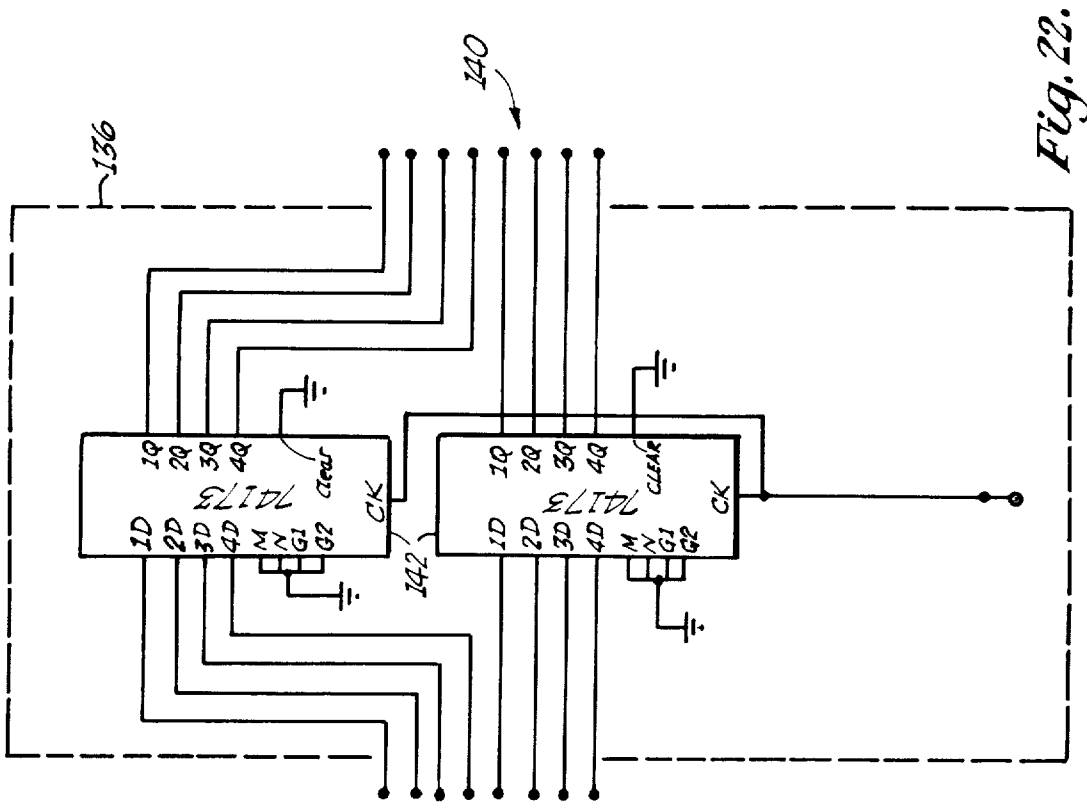 136
140
1D
2D
3D
4D
M
N
G1
G2
1Q
2Q
3Q
4Q
Clear
74173
CK
142
1D
2D
3D
4D
M
N
G1
G2
1Q
2Q
3Q
4Q
CLEAR
74173
CK
Fig. 22.